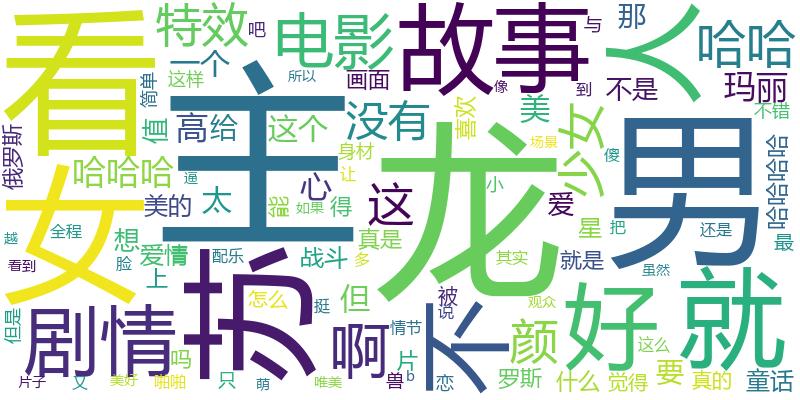 看
主
龙
男
女
苏
故事
人
不
就
好
剧情
电影
特效
哈哈
啊
这
没有
少女
颜
哈哈哈
但
玛丽
哈哈哈哈
不是
那
一个
这样
吧
所以
画面
像
与
到
美
喜欢
简单
值
高
给
这个
俄罗斯
身材
让
心
太
美的
逼
能
如果
得
小
爱
星
傻
场景
不错
最
想
爱情
脸
上
越
全程
看到
但是
配乐
战斗
真是
多
其实
就是
把
还是
虽然
被
说
怎么
挺
情节
观众
这么
片
吗
兽
b
恋
罗斯
什么
觉得
要
真的
童话
片子
又
美好
啪啪
只
萌
唯美